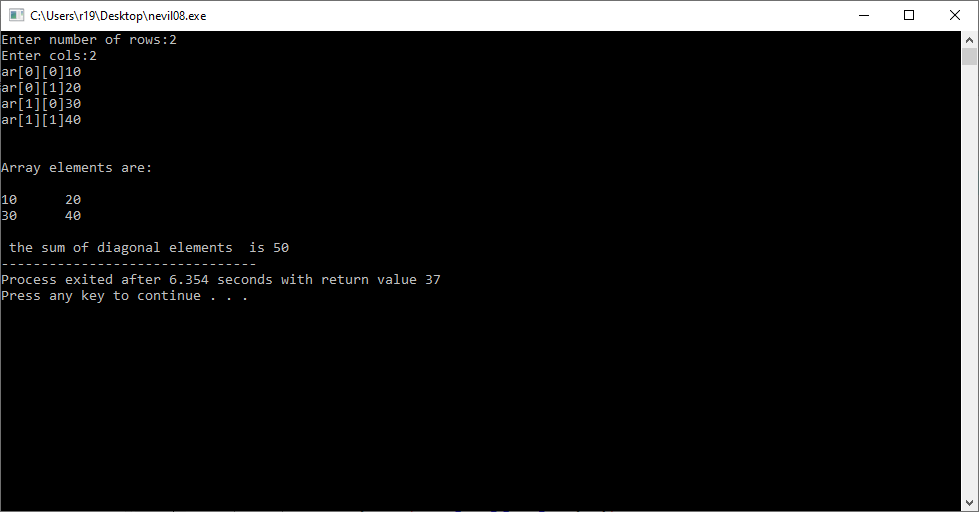 C:\Users\r19\Desktop\nevil08.exe
Enter number of rows:2
Enter cols:2
ar[0][0]10
ar[0][1]20
ar[1][0]30
ar[1][1]40
Array elements are:
10      20
30      40
 the sum of diagonal elements  is 50
--------------------------------
Process exited after 6.354 seconds with return value 37
Press any key to continue . . .